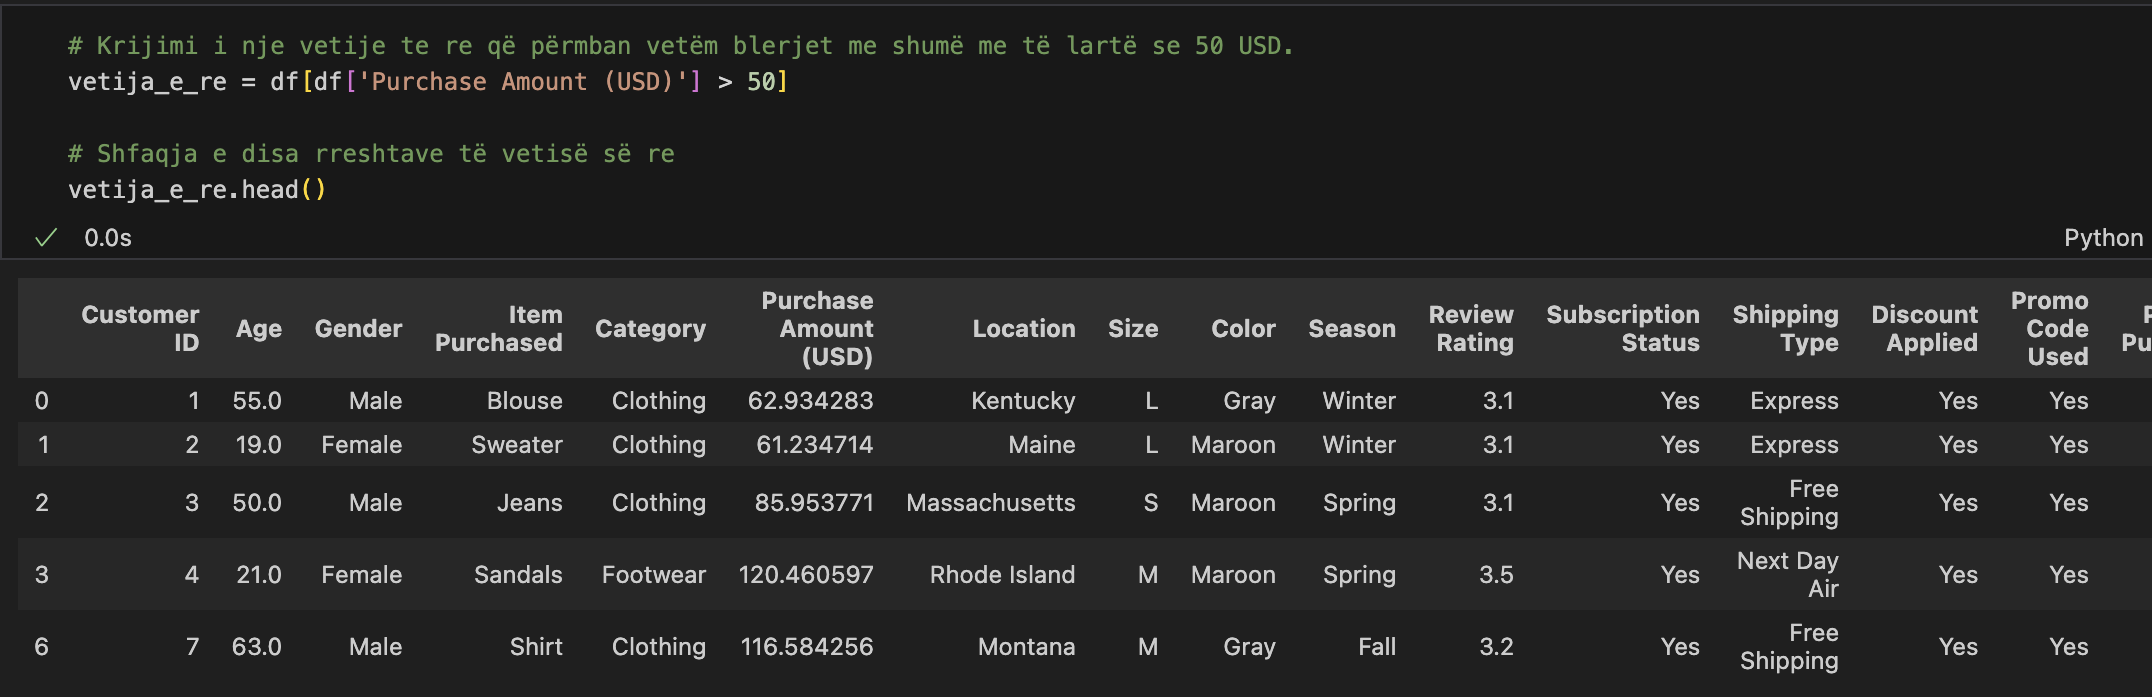 # Krijimi i nje vetije te re që përmban vetëm blerjet me shumë me të lartë se 50 USD.
vetija_e_re = df[df['Purchase Amount (USD)'] > 50]
# Shfaqja e disa rreshtave të vetisë së re
vetija_e_re.head()
0.0s
Python
Customer ID Age Gender Item Purchased Category Purchase Amount (USD) Location Size Color Season Review Rating Subscription Status Shipping Type Discount Applied Promo Code Used
0 1 55.0 Male Blouse Clothing 62.934283 Kentucky L Gray Winter 3.1 Yes Express Yes Yes
1 2 19.0 Female Sweater Clothing 61.234714 Maine L Maroon Winter 3.1 Yes Express Yes Yes
2 3 50.0 Male Jeans Clothing 85.953771 Massachusetts S Maroon Spring 3.1 Yes Free Shipping Yes Yes
3 4 21.0 Female Sandals Footwear 120.460597 Rhode Island M Maroon Spring 3.5 Yes Next Day Air Yes Yes
6 7 63.0 Male Shirt Clothing 116.584256 Montana M Gray Fall 3.2 Yes Free Shipping Yes Yes